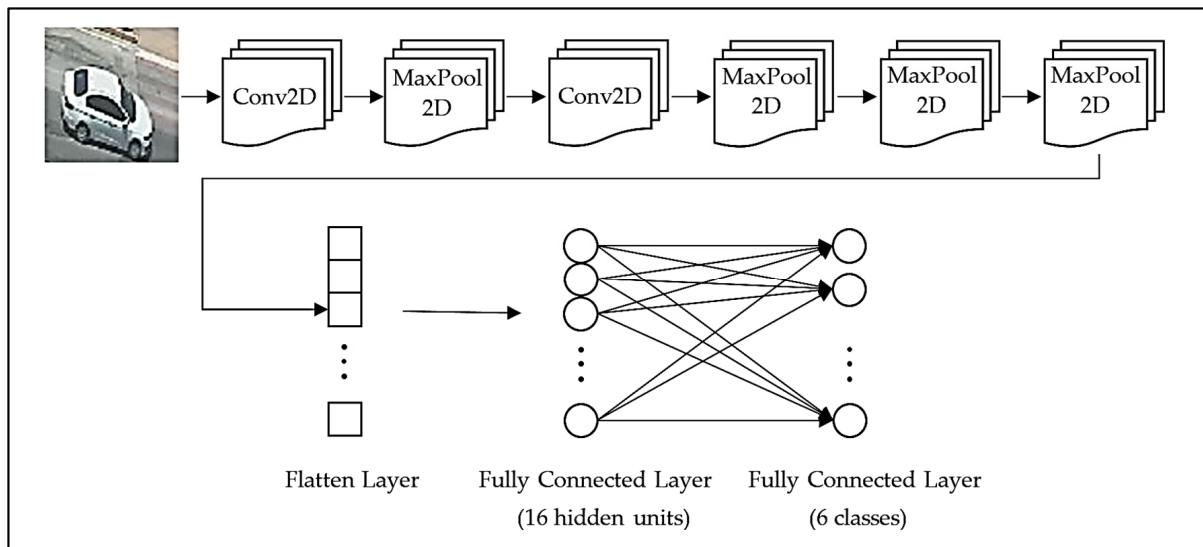 Conv2D
MaxPool
2D
Conv2D
MaxPool
2D
MaxPool
2D
MaxPool
2D
Flatten Layer
Fully Connected Layer
(16 hidden units)
Fully Connected Layer
(6 classes)